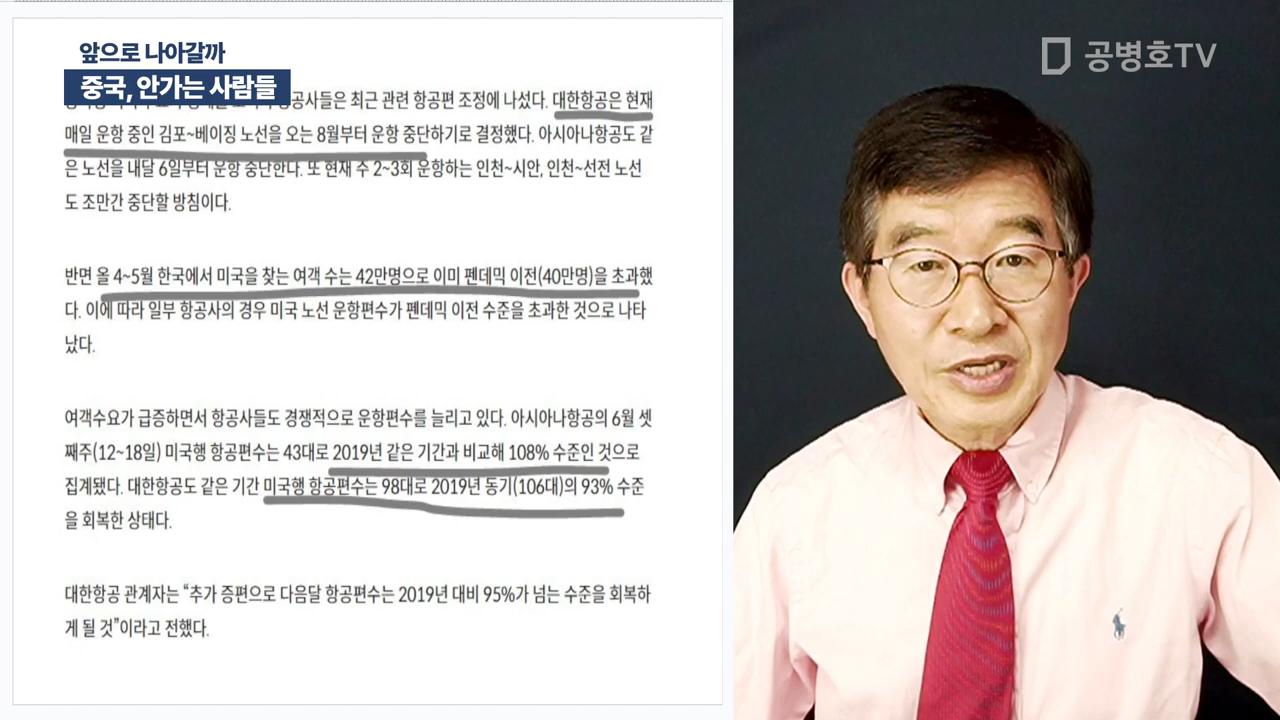 앞으로 나아갈까
중국, 안가는 사람들
공병호TV
항공사들은 최근 관련 항공편 조정에 나섰다. 대한항공은 현재
매일 운항 중인 김포~베이징 노선을 오는 8월부터 운항 중단하기로 결정했다. 아시아나항공도 같
은 노선을 내달 6일부터 운항 중단한다. 또 현재 수 2~3회 운항하는 인천~시안, 인천~선전 노선
도 조만간 중단할 방침이다.
반면 올 4~5월 한국에서 미국을 찾는 여객 수는 42만명으로 이미 펜데믹 이전(40만명)을 초과했
다. 이에 따라 일부 항공사의 경우 미국 노선 운항편수가 펜데믹 이전 수준을 초과한 것으로 나타
났다.
여객수요가 급증하면서 항공사들도 경쟁적으로 운항편수를 늘리고 있다. 아시아나항공의 6월 셋
째주(12~18일) 미국행 항공편수는 43대로 2019년 같은 기간과 비교해 108% 수준인 것으로
집계됐다. 대한항공도 같은 기간 미국행 항공편수는 98대로 2019년 동기(106대)의 93% 수준
을 회복한 상태다.
대한항공 관계자는 “추가 증편으로 다음달 항공편수는 2019년 대비 95%가 넘는 수준을 회복하
게 될 것”이라고 전했다.